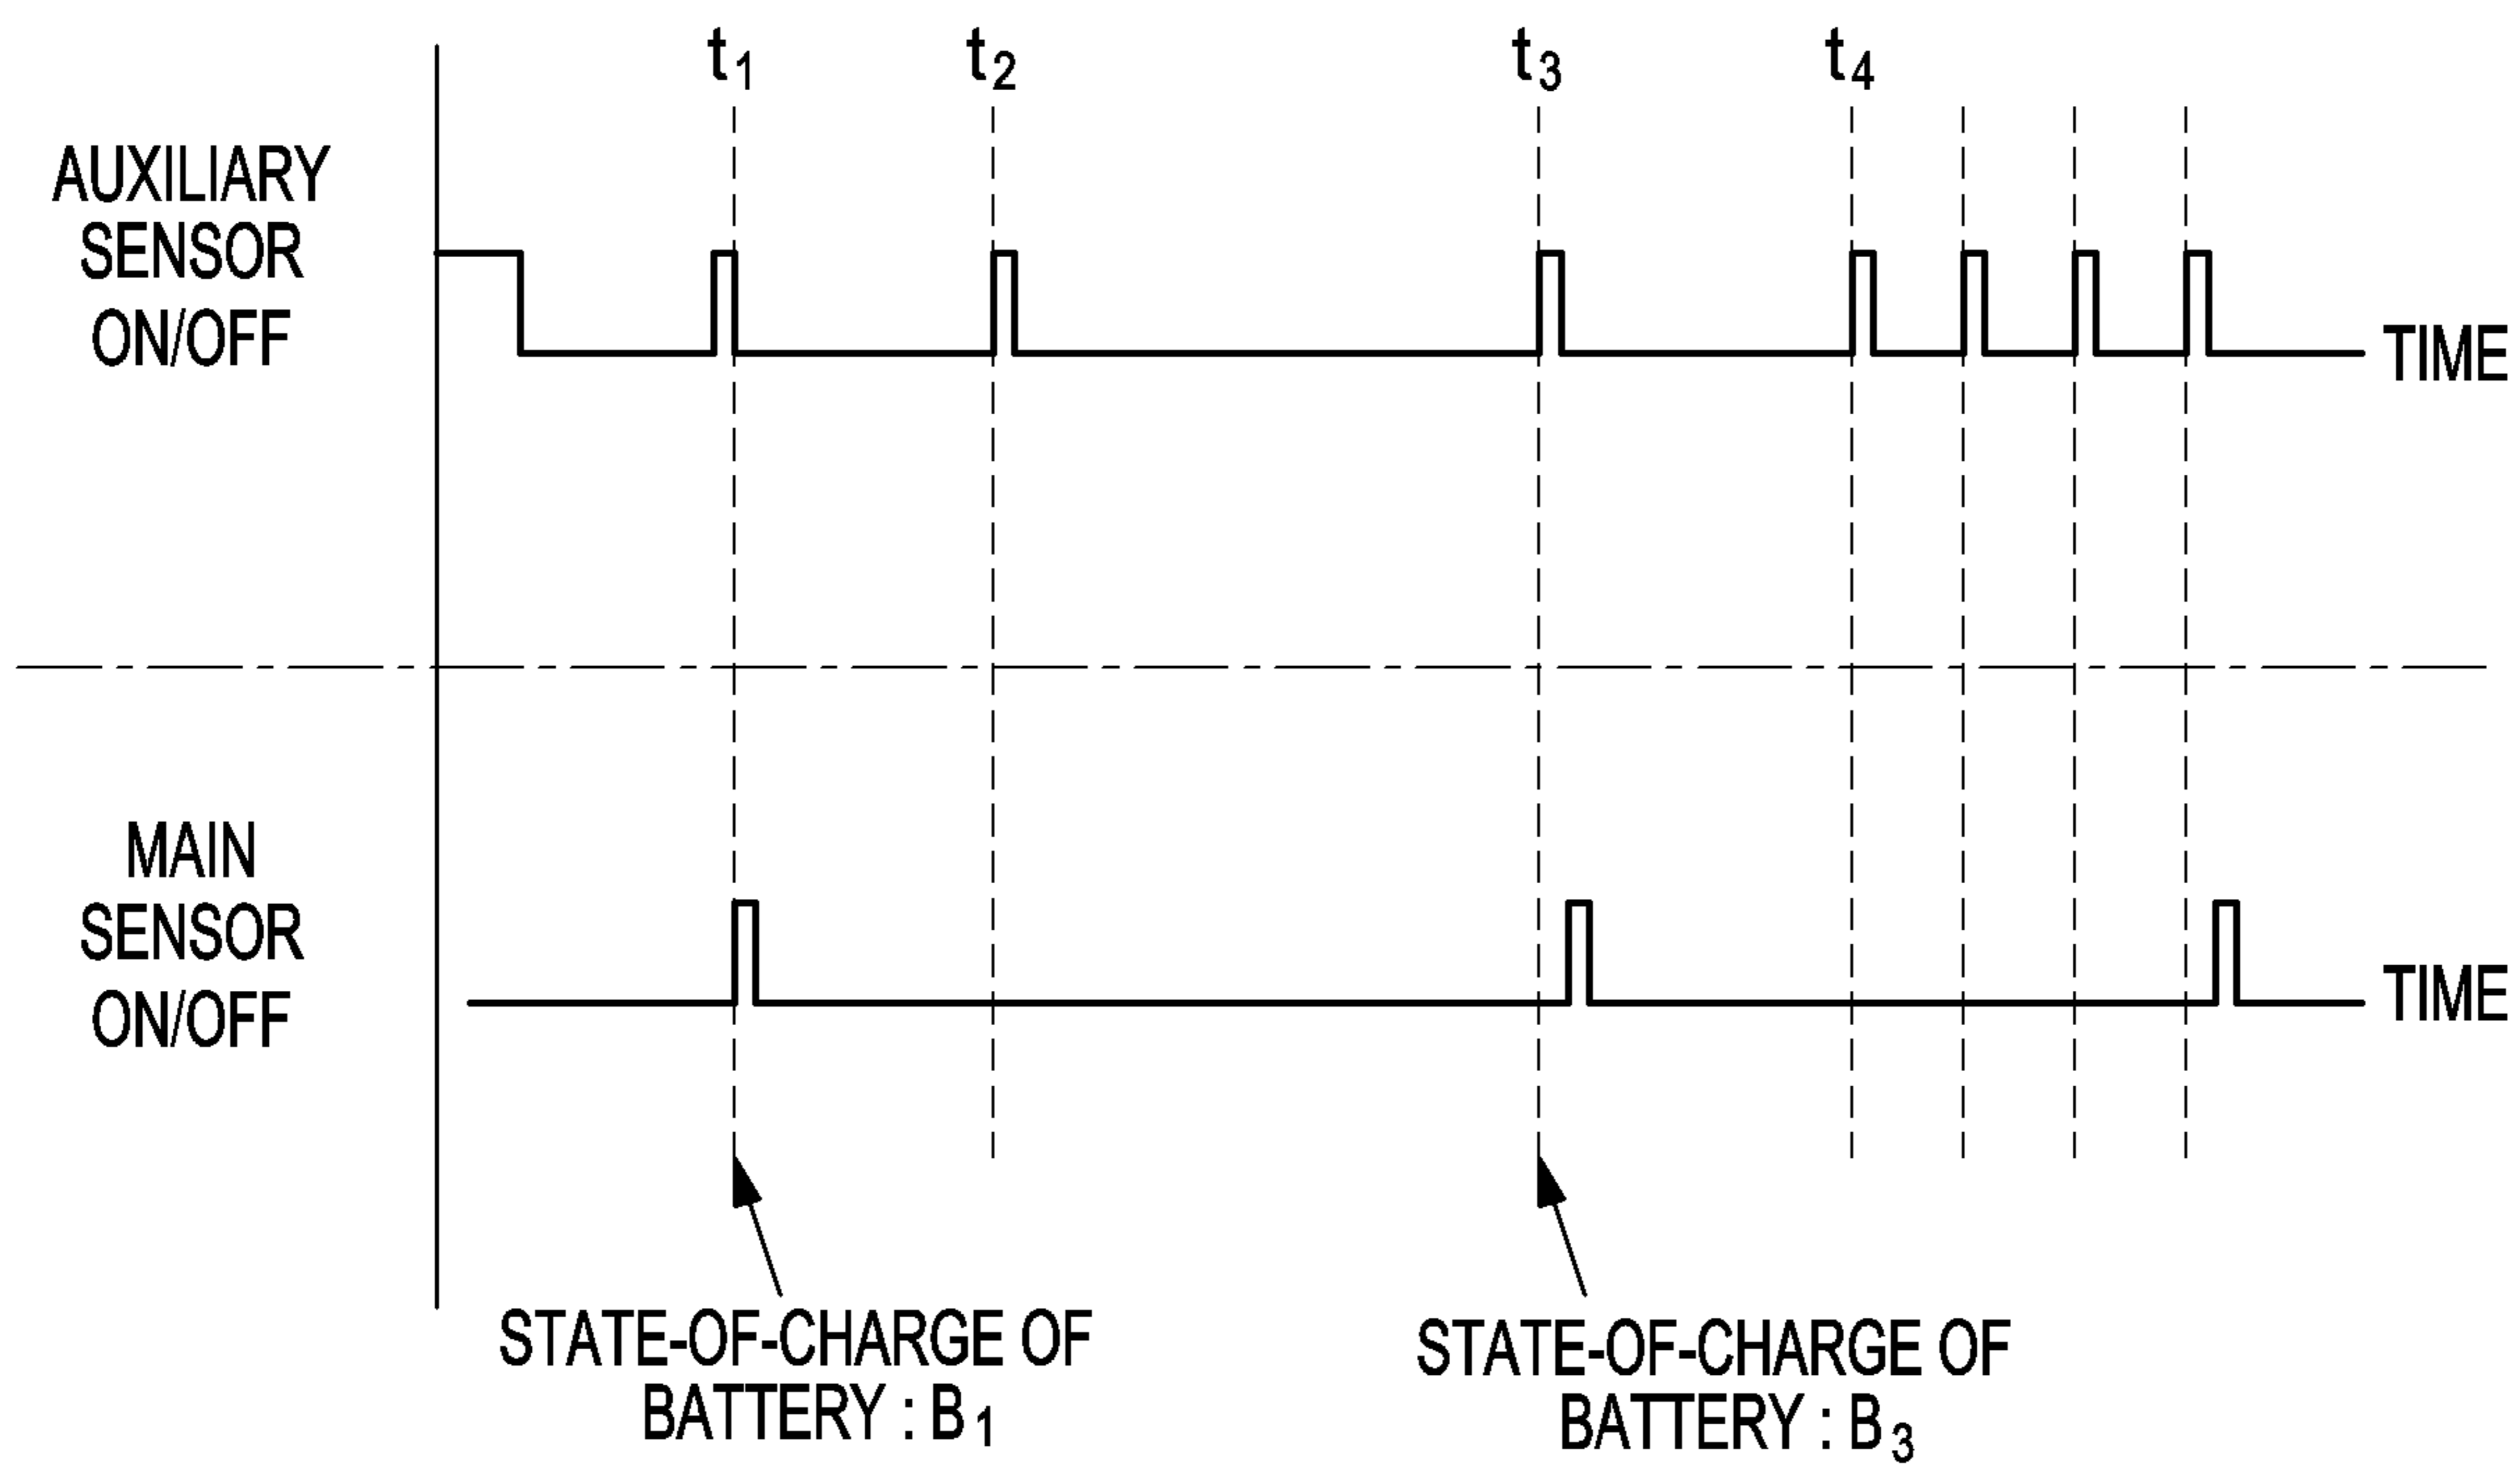 t1 t2 t3 t4
AUXILIARY
SENSOR
ON/OFF
TIME
MAIN
SENSOR
ON/OFF
TIME
STATE-OF-CHARGE OF
BATTERY : B1
STATE-OF-CHARGE OF
BATTERY : B3